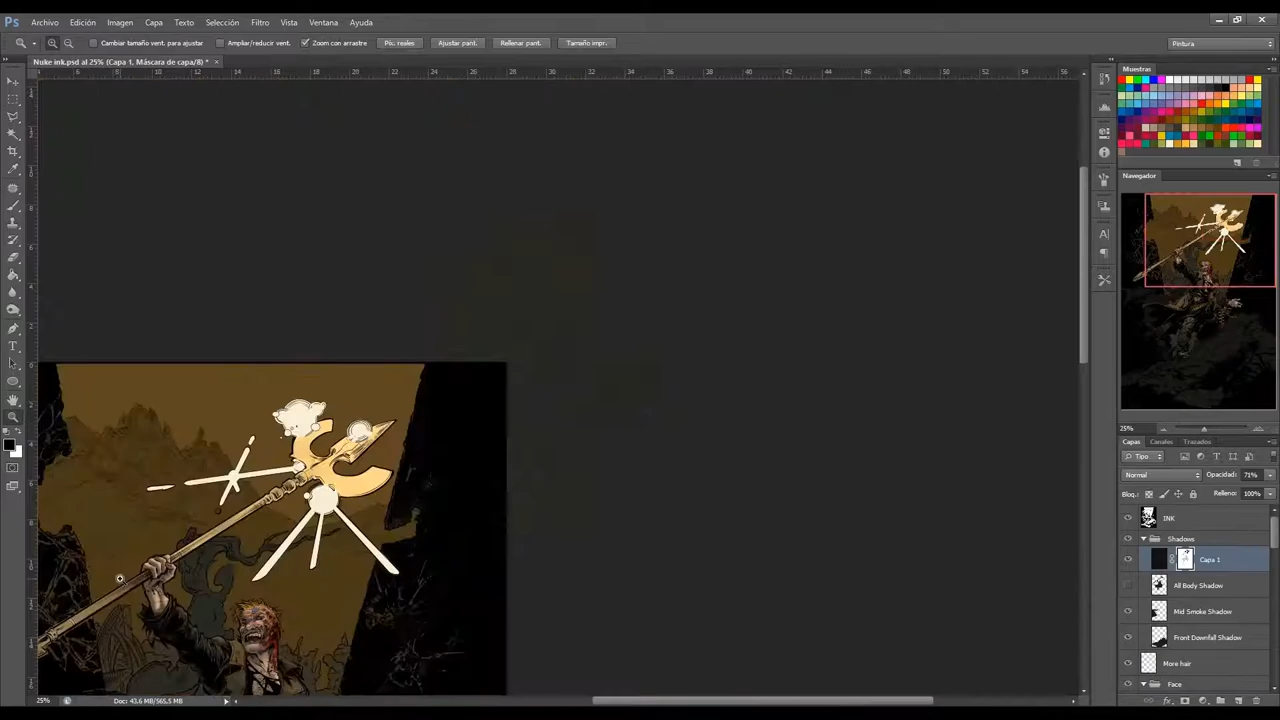 Ps Archivo Edición Imagen Capa Texto Selección Filtro Vista Ventana Ayuda
Cambiar tamaño vent. para ajustar Ampliar/reducir vent. Zoom con arrastre Píx. reales Ajustar pant. Rellenar pant. Tamaño impr. Pintura
Nuke ink.psd al 25% (Capa 1, Máscara de capa/8) * ×
Muestras
Navegador
25%
Capas Canales Trazados
Tipo
Normal Opacidad: 71%
Bloq.: Relleno: 100%
INK
Shadows
Capa 1
All Body Shadow
Mid Smoke Shadow
Front Downfall Shadow
More hair
Face
25% Doc: 43,6 MB/565,5 MB